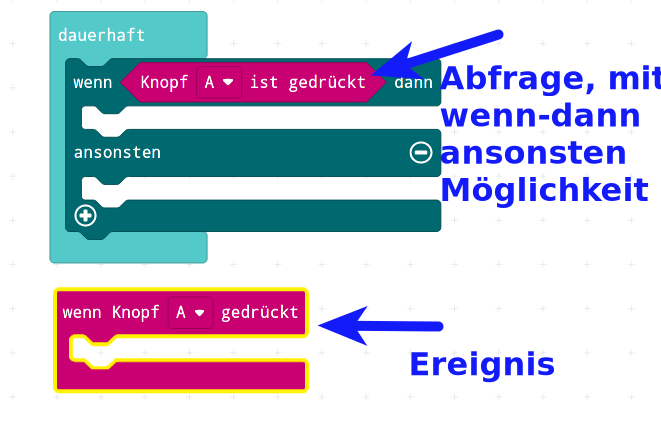 dauerhaft
wenn Knopf A ist gedrückt dann
ansonsten
Abfrage, mit
wenn-dann
ansonsten
Möglichkeit
wenn Knopf A gedrückt
Ereignis